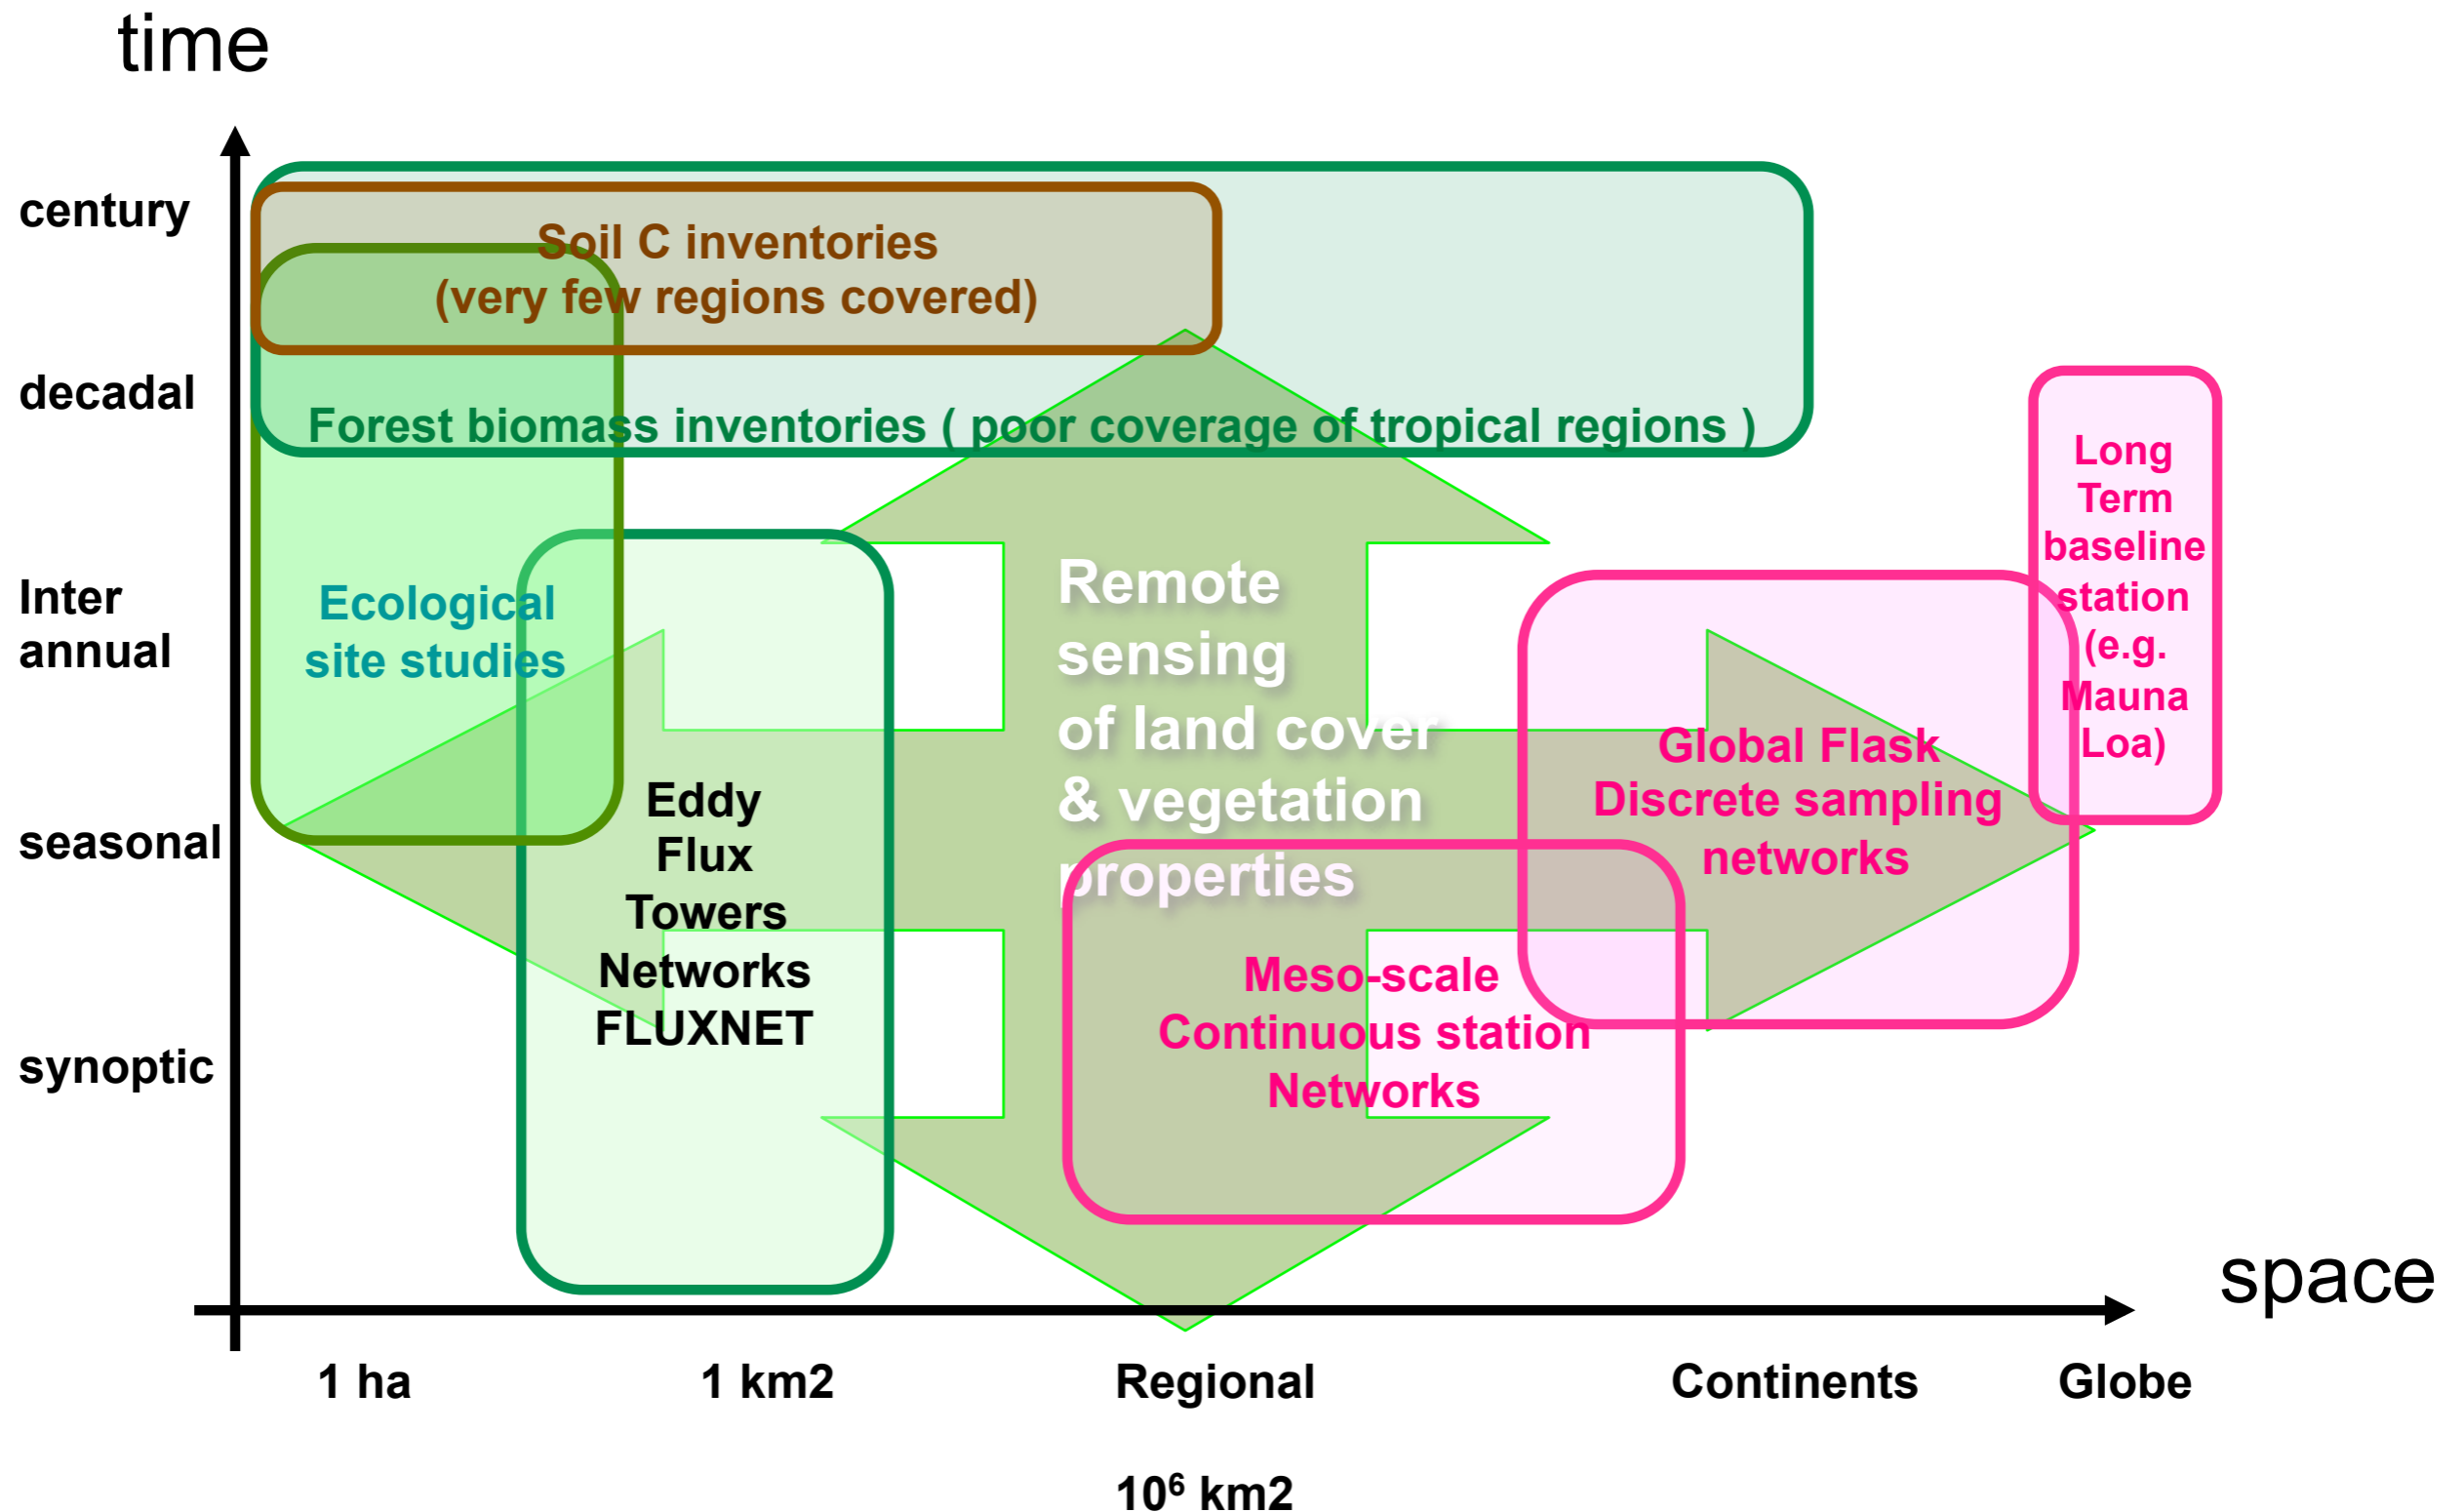 time
century
decadal
Inter
annual
seasonal
synoptic
Soil C inventories
(very few regions covered)
Forest biomass inventories ( poor coverage of tropical regions )
Ecological
site studies
Eddy
Flux
Towers
Networks
FLUXNET
Remote
sensing
of land cover
& vegetation
properties
Meso-scale
Continuous station
Networks
Global Flask
Discrete sampling
networks
Long
Term
baseline
station
(e.g.
Mauna
Loa)
space
1 ha
1 km2
Regional
Continents
Globe
10⁶ km2